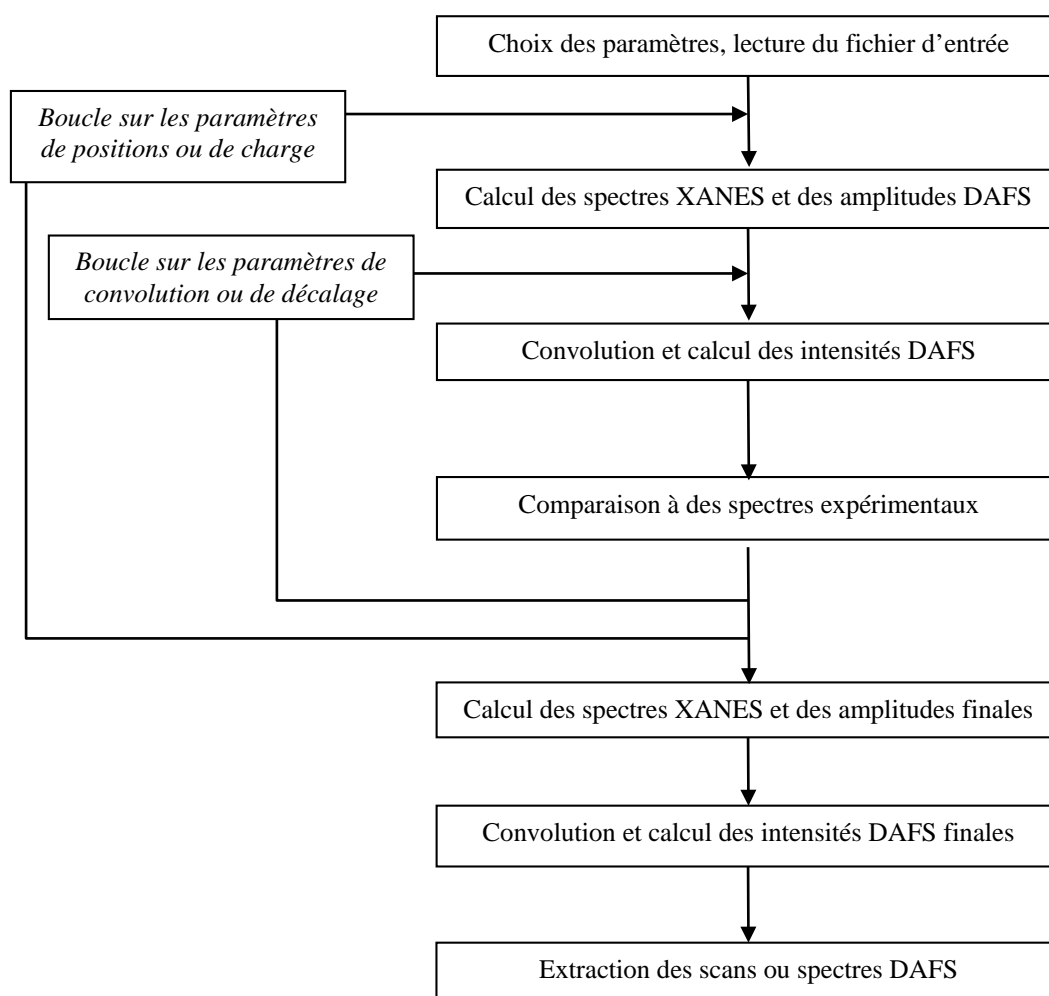 Choix des paramètres, lecture du fichier d’entrée
Boucle sur les paramètres
de positions ou de charge
Calcul des spectres XANES et des amplitudes DAFS
Boucle sur les paramètres de
convolution ou de décalage
Convolution et calcul des intensités DAFS
Comparaison à des spectres expérimentaux
Calcul des spectres XANES et des amplitudes finales
Convolution et calcul des intensités DAFS finales
Extraction des scans ou spectres DAFS